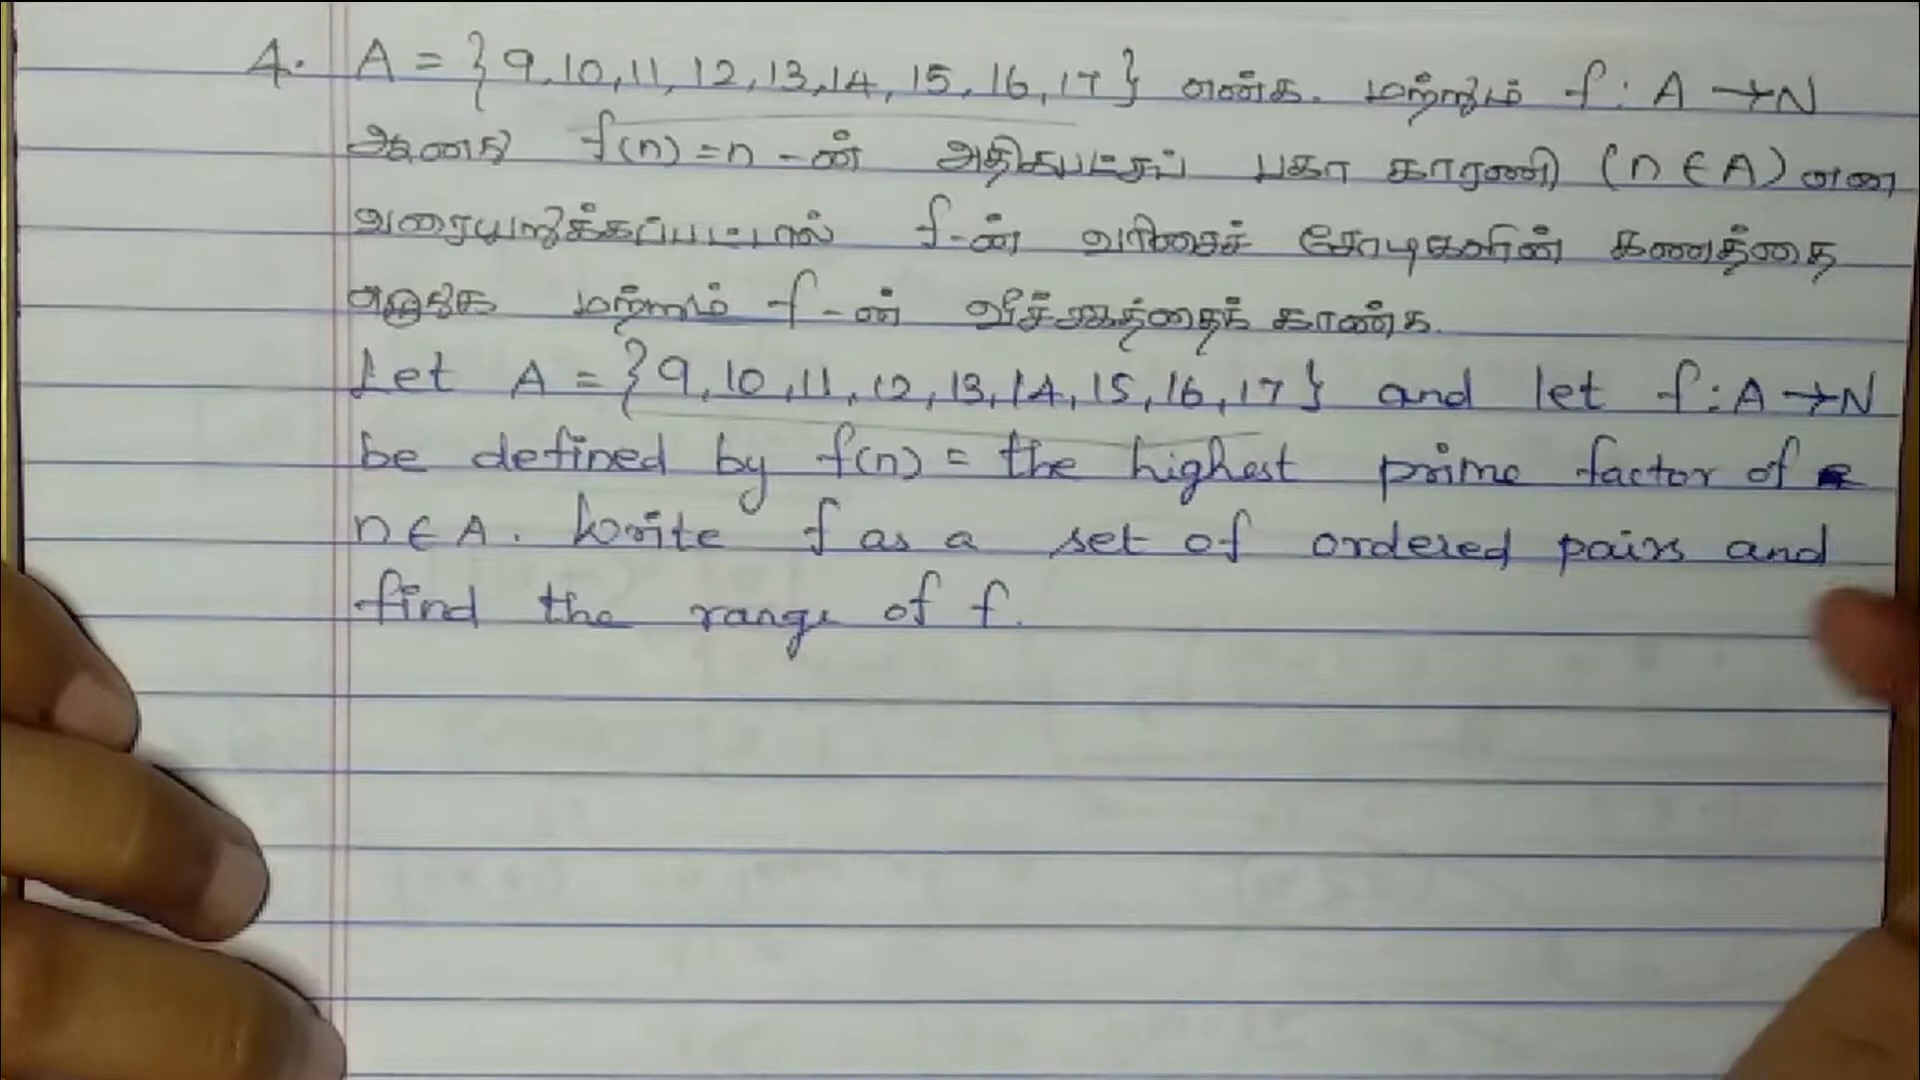 4. A = {9,10,11,12,13,14,15,16,17} என்க. மற்றும் f : A → N
ஆனது f(n) = n - ன் அதிகபட்சப் பகா காரணி (n ∈ A) என
வரையறுக்கப்பட்டால் f-ன் வரிசைச் சோடிகளின் கணத்தை
எழுதுக மற்றும் f - ன் வீச்சகத்தைக் காண்க.
Let A = {9,10,11,12,13,14,15,16,17} and let f : A → N
be defined by f(n) = the highest prime factor of
n ∈ A. Write f as a set of ordered pairs and
find the range of f.